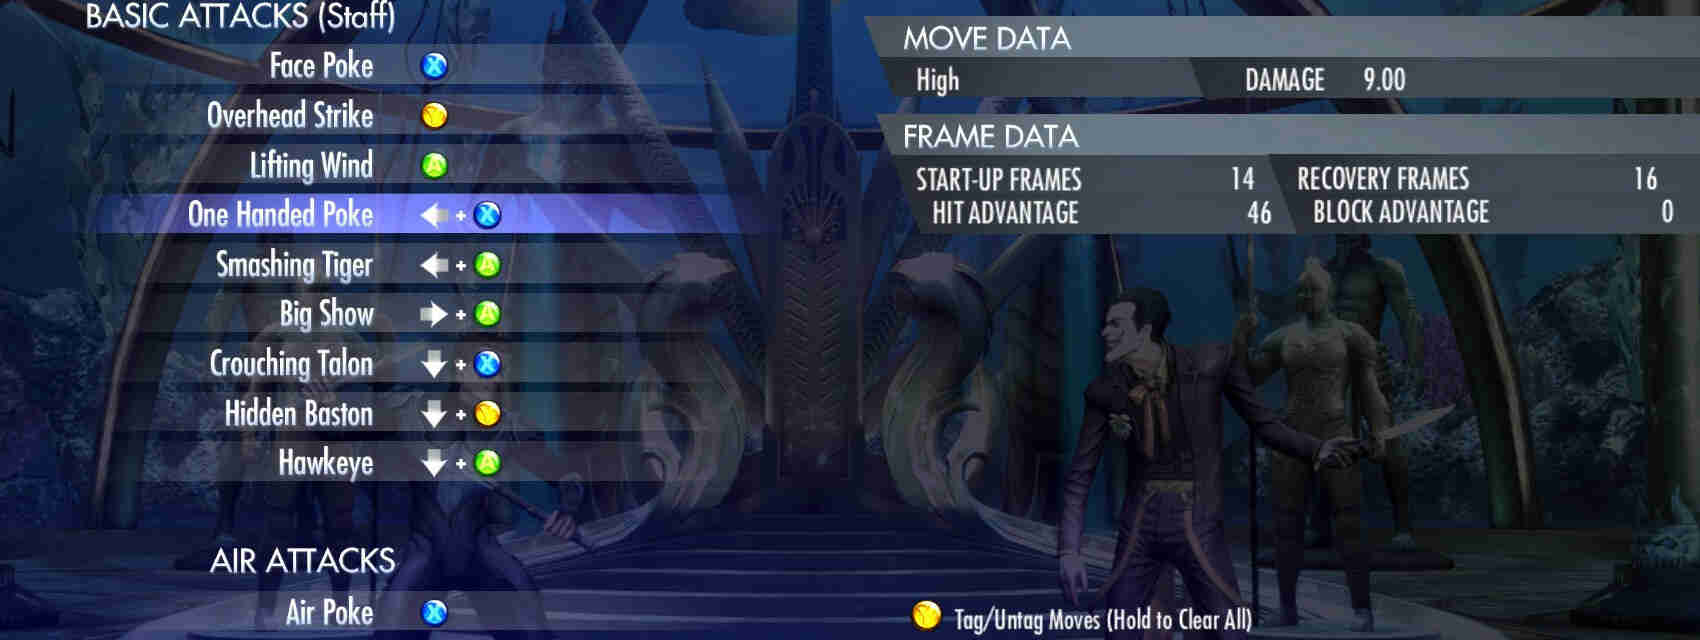 BASIC ATTACKS (Staff)
Face Poke X
Overhead Strike Y
Lifting Wind A
One Handed Poke + X
Smashing Tiger + A
Big Show + A
Crouching Talon + X
Hidden Baston + Y
Hawkeye + A
AIR ATTACKS
Air Poke X
MOVE DATA
High DAMAGE 9.00
FRAME DATA
START-UP FRAMES 14 RECOVERY FRAMES 16
HIT ADVANTAGE 46 BLOCK ADVANTAGE 0
Y Tag/Untag Moves (Hold to Clear All)